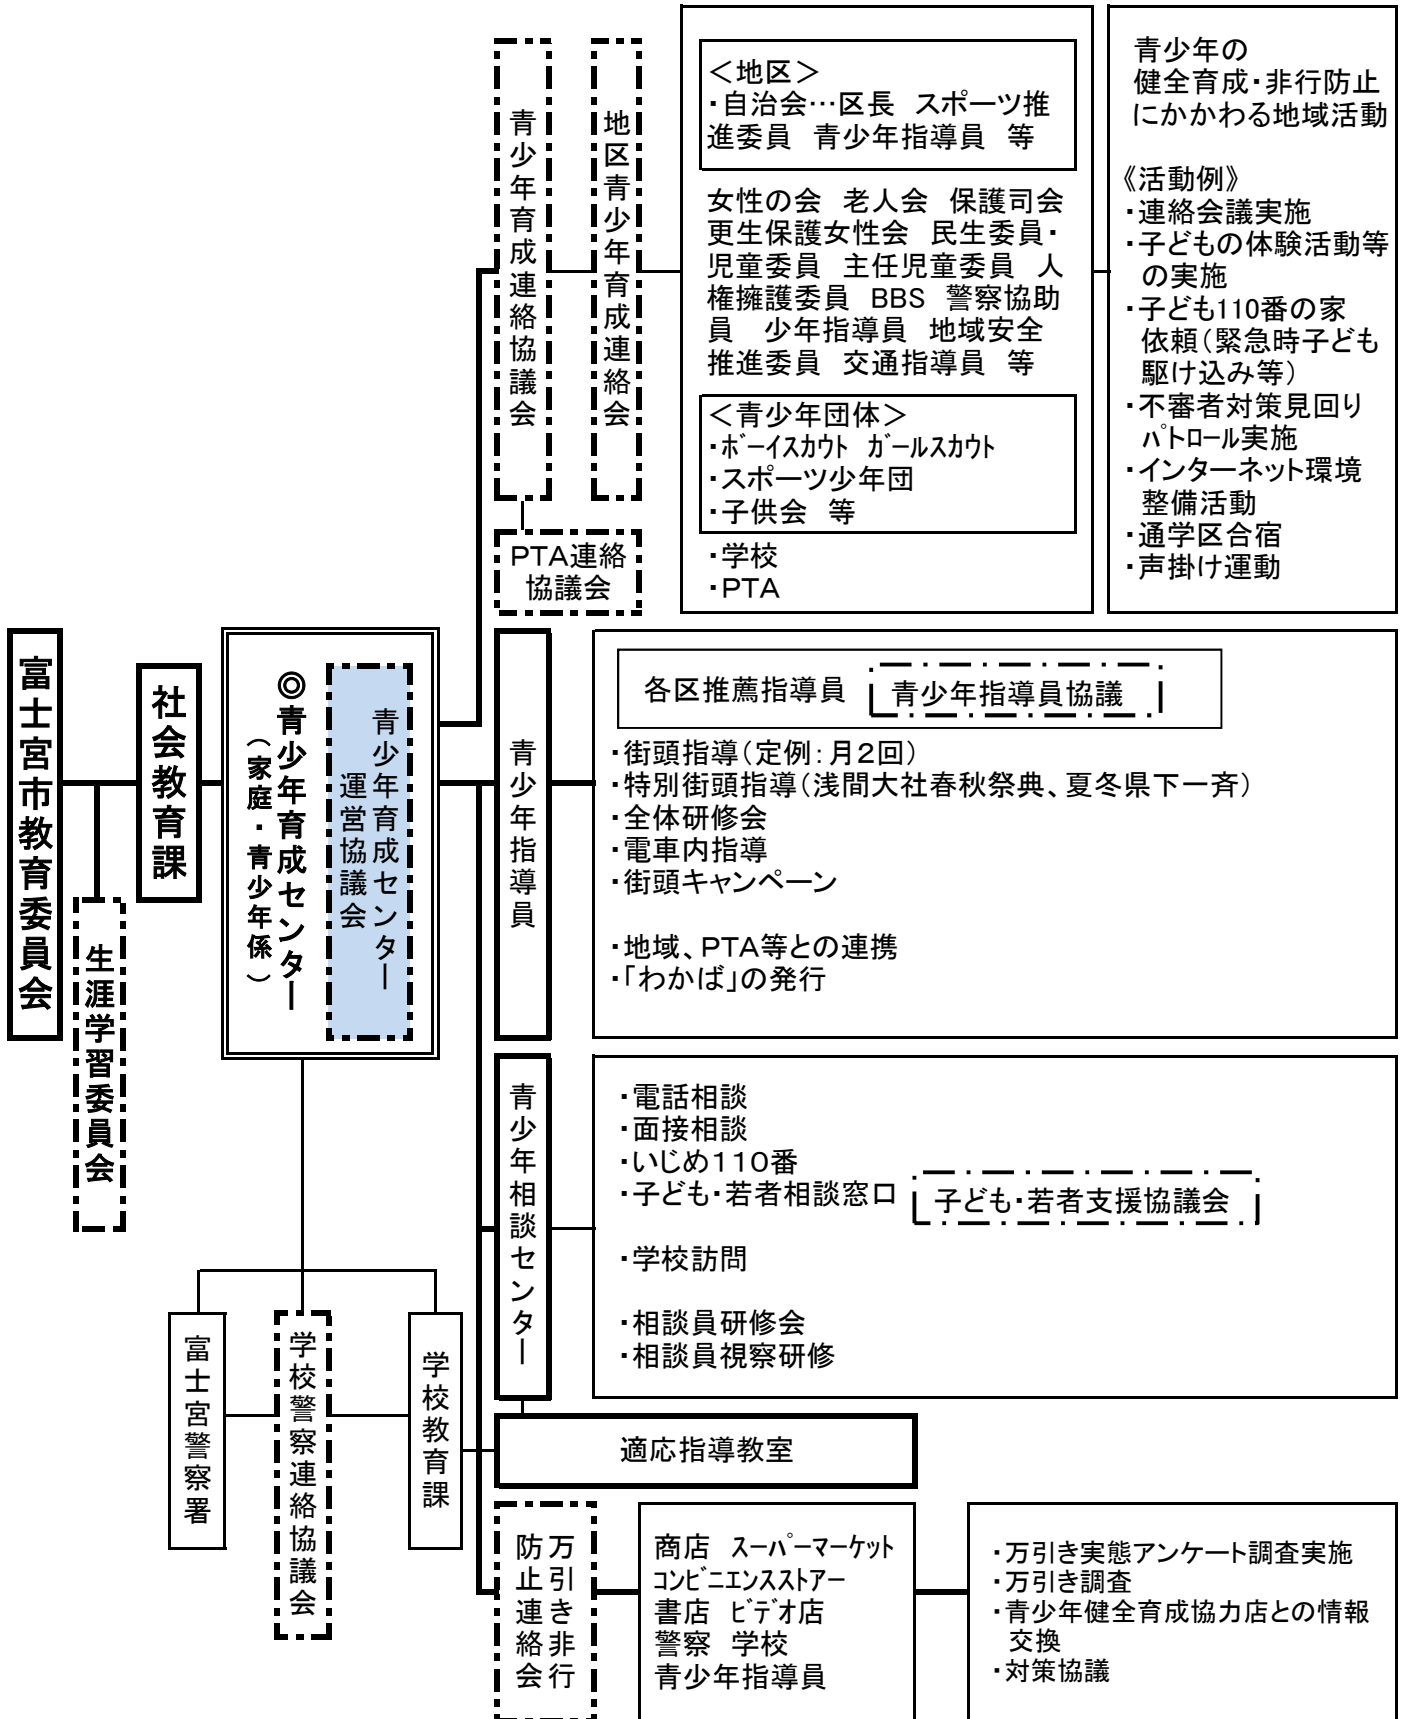 富士宮市教育委員会
生涯学習委員会
社会教育課
◎青少年育成センター
（家庭・青少年係）
青少年育成センター
運営協議会
富士宮警察署
学校警察連絡協議会
学校教育課
青少年育成連絡協議会
地区青少年育成連絡会
PTA連絡
協議会
＜地区＞
・自治会…区長　スポーツ推
進委員　青少年指導員　等
女性の会　老人会　保護司会
更生保護女性会　民生委員・
児童委員　主任児童委員　人
権擁護委員　BBS　警察協助
員　少年指導員　地域安全
推進委員　交通指導員　等
＜青少年団体＞
・ﾎﾞｰｲｽｶｳﾄ　ｶﾞｰﾙｽｶｳﾄ
・スポーツ少年団
・子供会　等
・学校
・PTA
青少年の
健全育成・非行防止
にかかわる地域活動
《活動例》
・連絡会議実施
・子どもの体験活動等
の実施
・子ども110番の家
依頼（緊急時子ども
駆け込み等）
・不審者対策見回り
ﾊﾟﾄﾛｰﾙ実施
・インターネット環境
整備活動
・通学区合宿
・声掛け運動
青少年指導員
各区推薦指導員　青少年指導員協議
・街頭指導（定例：月２回）
・特別街頭指導（浅間大社春秋祭典、夏冬県下一斉）
・全体研修会
・電車内指導
・街頭キャンペーン
・地域、PTA等との連携
・「わかば」の発行
青少年相談センター
・電話相談
・面接相談
・いじめ110番
・子ども・若者相談窓口　子ども・若者支援協議会
・学校訪問
・相談員研修会
・相談員視察研修
適応指導教室
万引き非行
防止連絡会
商店　ｽｰﾊﾟｰﾏｰｹｯﾄ
ｺﾝﾋﾞﾆｴﾝｽｽﾄｱｰ
書店　ﾋﾞﾃﾞｵ店
警察　学校
青少年指導員
・万引き実態アンケート調査実施
・万引き調査
・青少年健全育成協力店との情報
交換
・対策協議